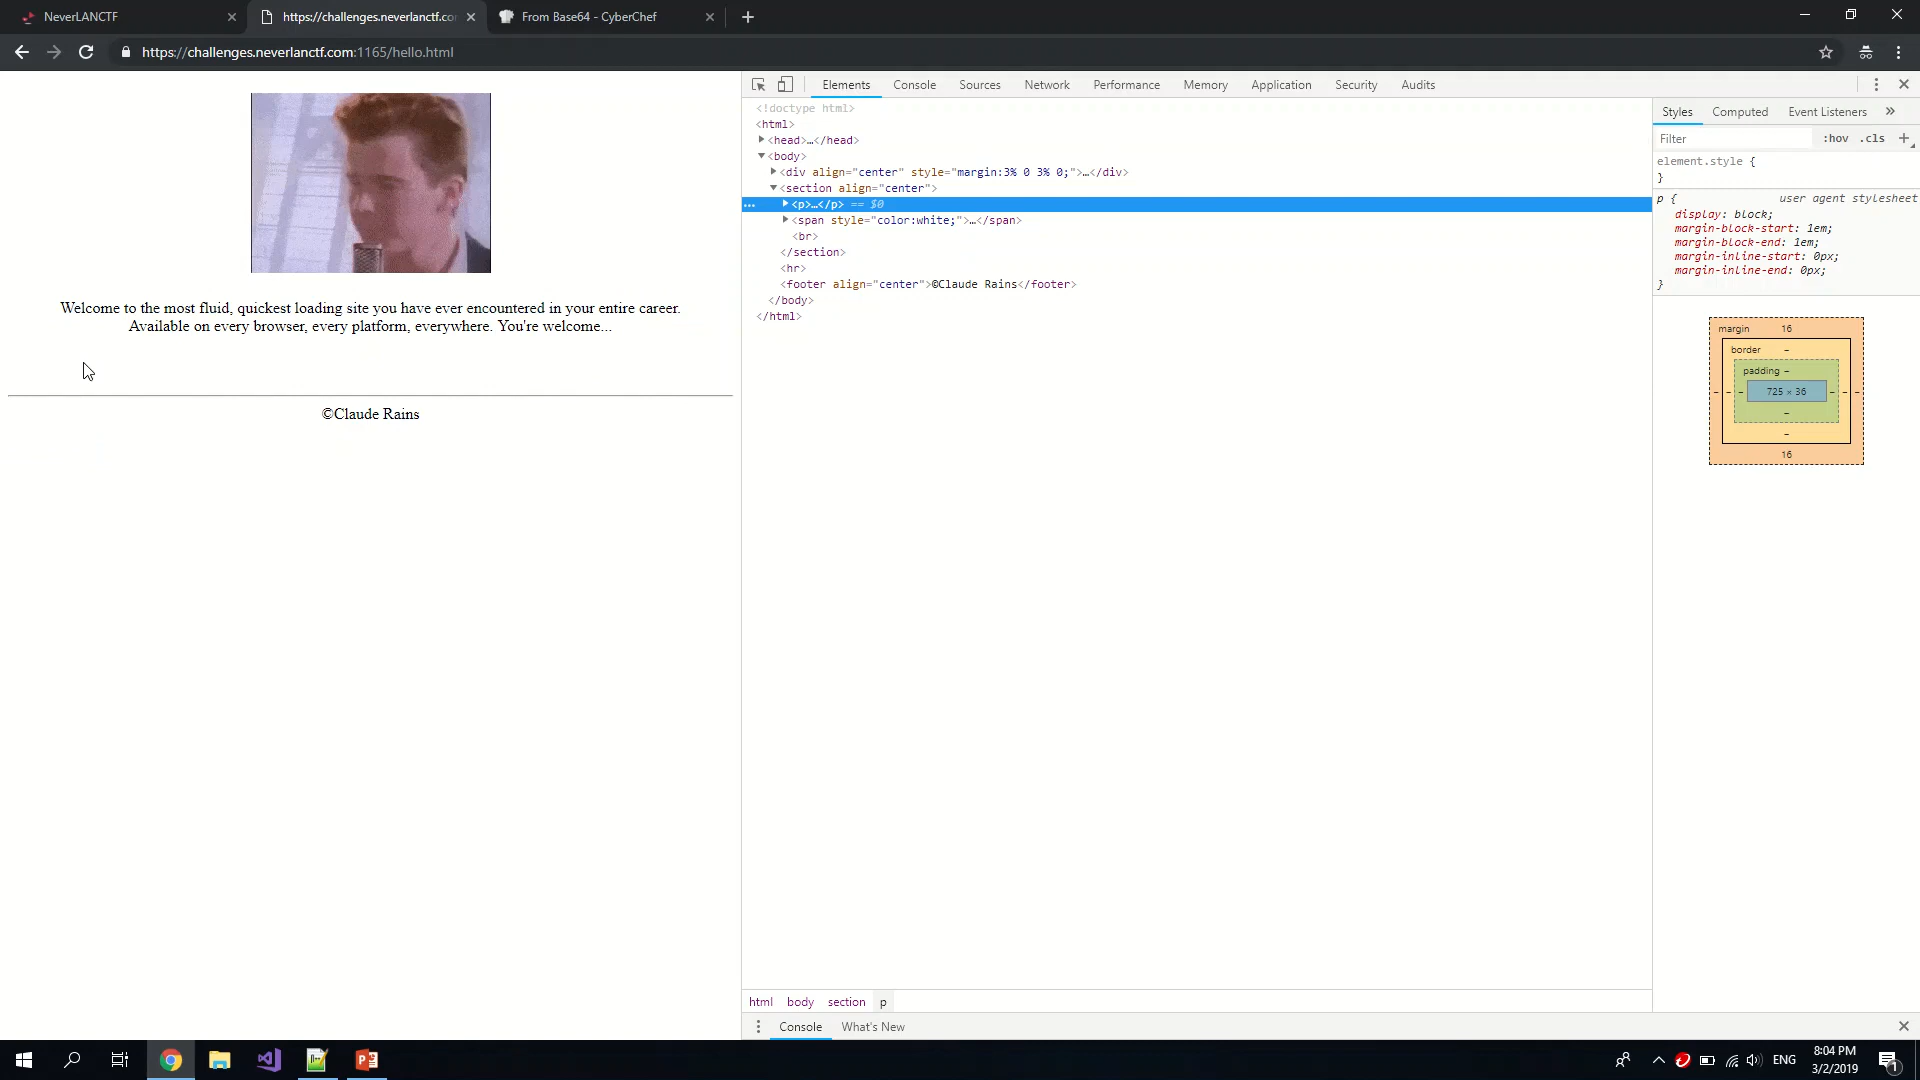 NeverLANCTF
https://challenges.neverlanctf.co
From Base64 - CyberChef
https://challenges.neverlanctf.com:1165/hello.html
Welcome to the most fluid, quickest loading site you have ever encountered in your entire career.
Available on every browser, every platform, everywhere. You're welcome...
©Claude Rains
Elements Console Sources Network Performance Memory Application Security Audits
<!doctype html>
<html>
<head>…</head>
<body>
<div align="center" style="margin:3% 0 3% 0;">…</div>
<section align="center">
… <p>…</p> == $0
<span style="color:white;">…</span>
<br>
</section>
<hr>
<footer align="center">©Claude Rains</footer>
</body>
</html>
html body section p
Console What's New
Styles Computed Event Listeners »
Filter :hov .cls +
element.style {
}
p { user agent stylesheet
display: block;
margin-block-start: 1em;
margin-block-end: 1em;
margin-inline-start: 0px;
margin-inline-end: 0px;
}
margin 16
border –
padding –
– – – 725 × 36 – – –
–
–
16
ENG
8:04 PM
3/2/2019
1